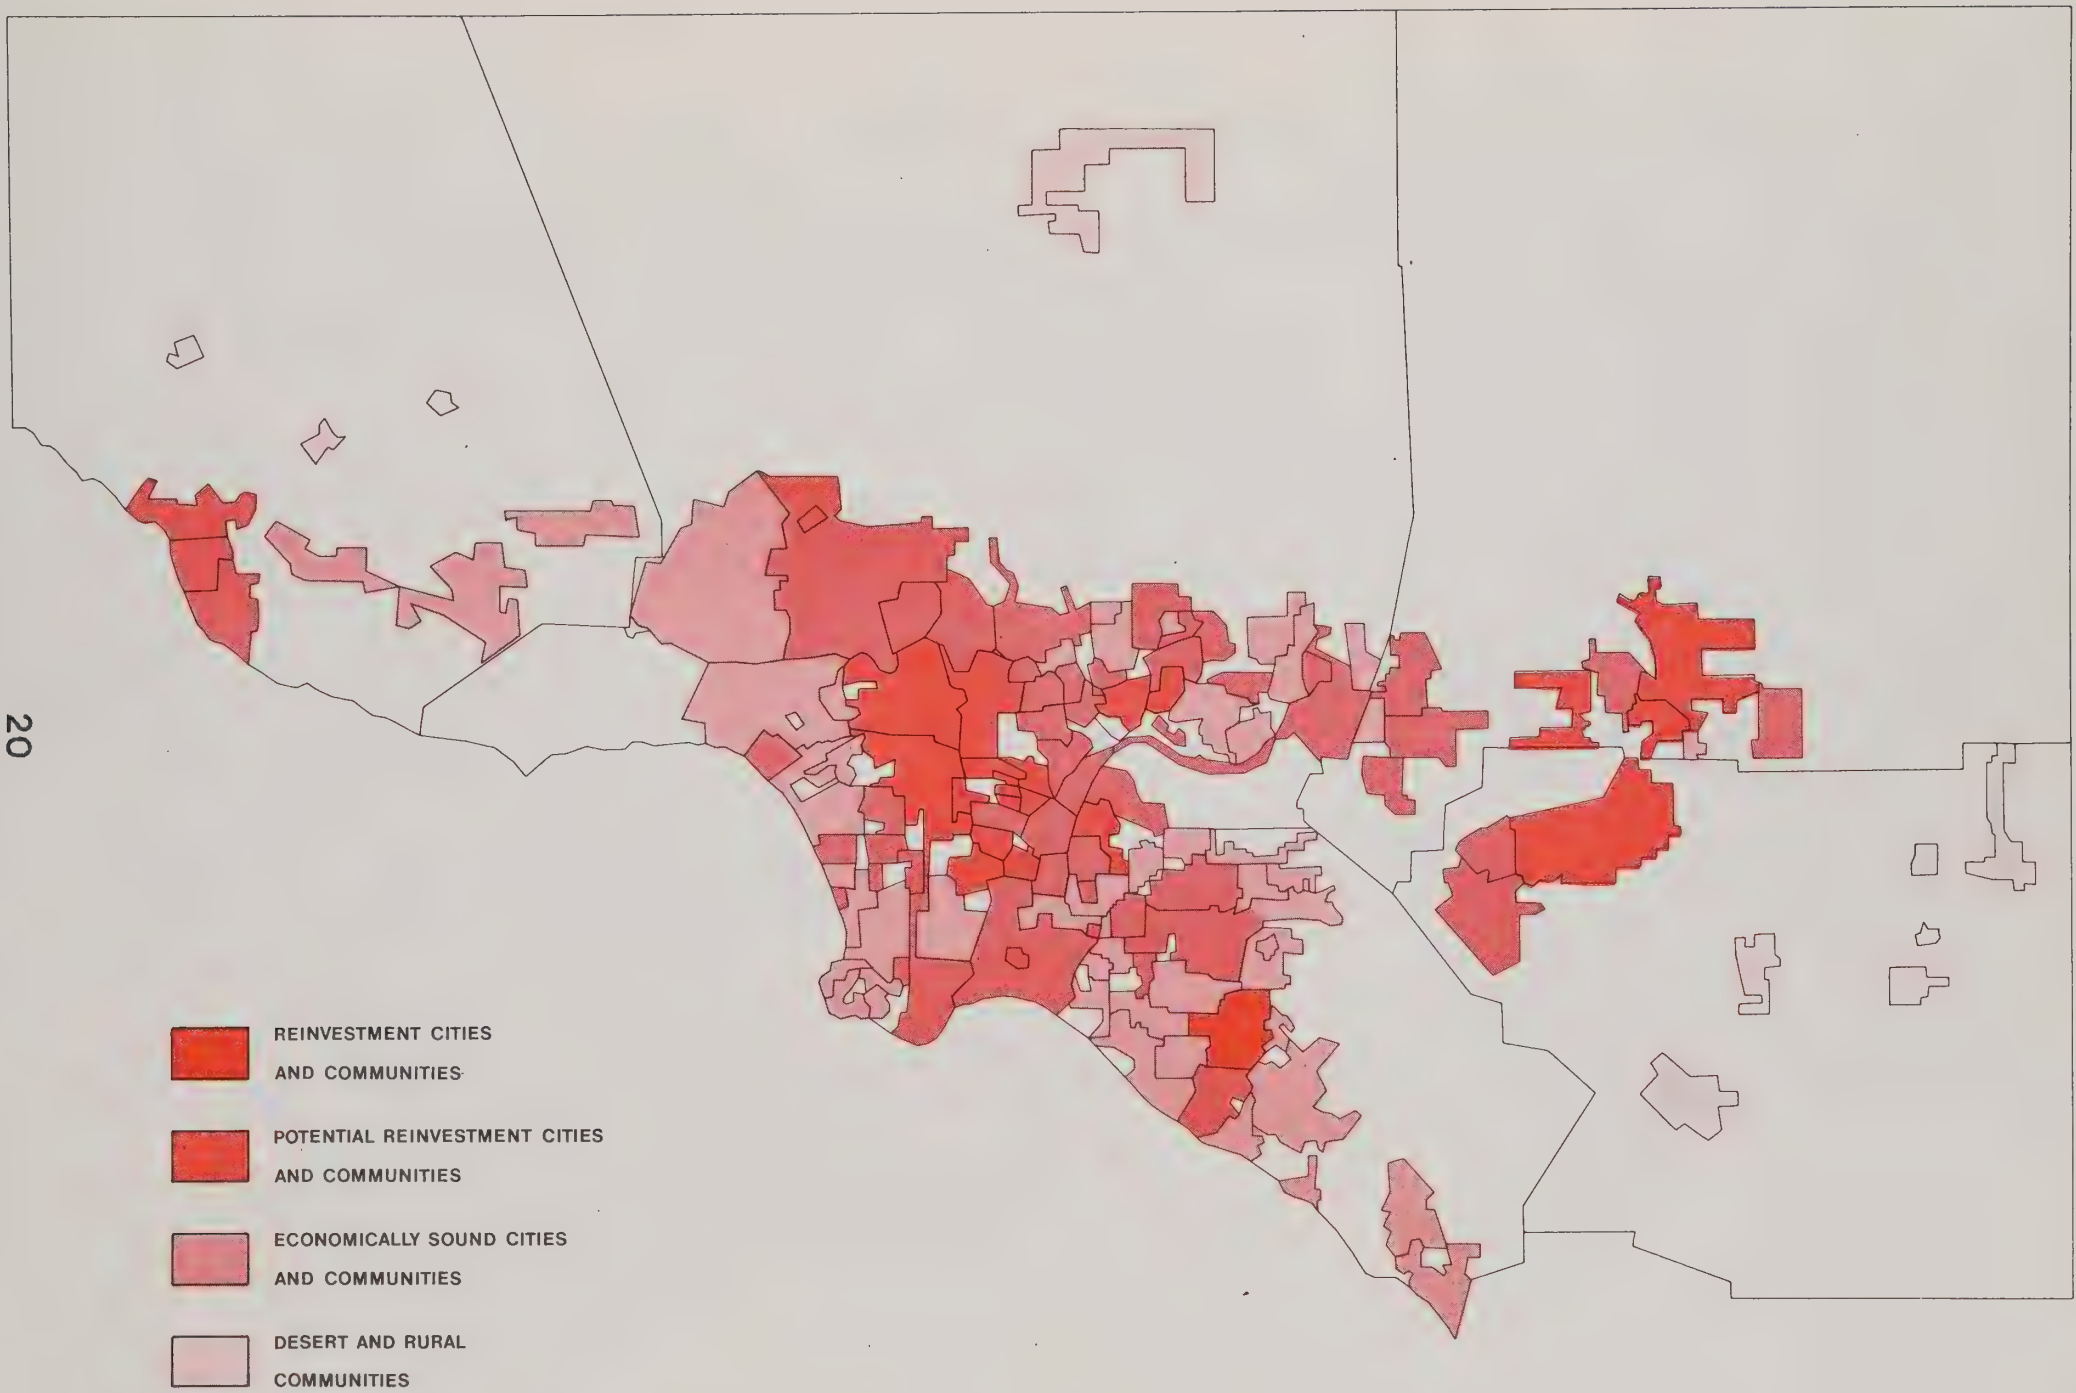 20
REINVESTMENT CITIES
AND COMMUNITIES
POTENTIAL REINVESTMENT CITIES
AND COMMUNITIES
ECONOMICALLY SOUND CITIES
AND COMMUNITIES
DESERT AND RURAL
COMMUNITIES